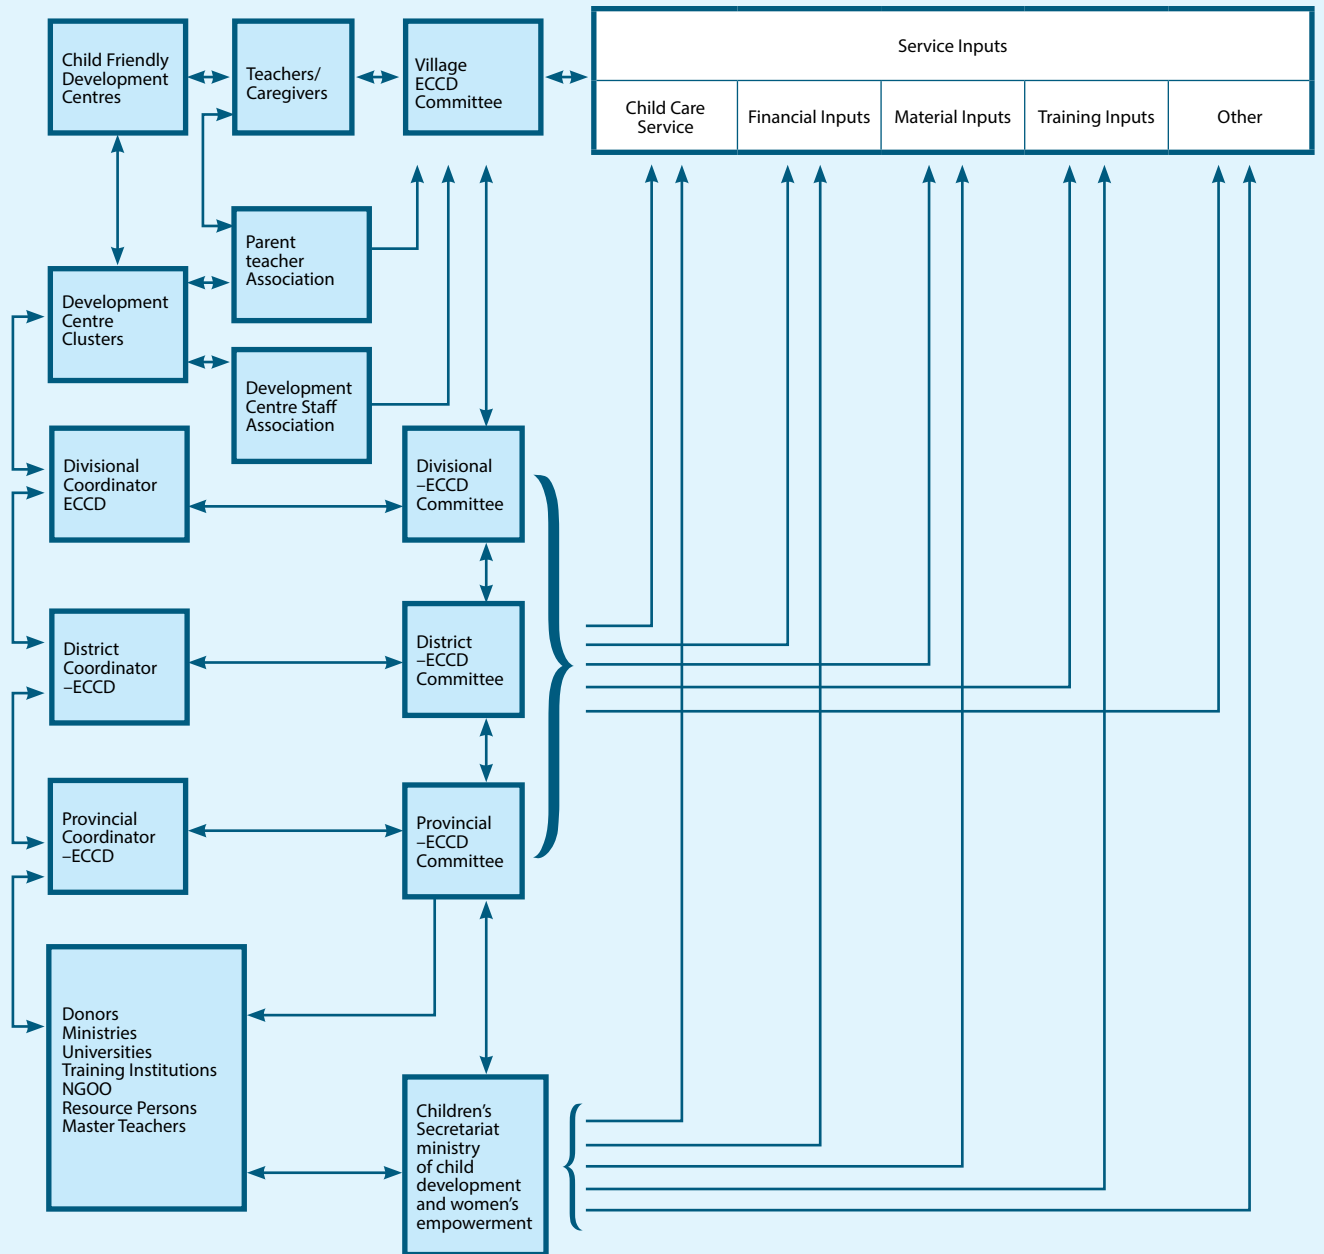 Child Friendly
Development
Centres
Teachers/
Caregivers
Village
ECCD
Committee
Service Inputs
Child Care
Service
Financial Inputs
Material Inputs
Training Inputs
Other
Parent
teacher
Association
Development
Centre
Clusters
Development
Centre Staff
Association
Divisional
Coordinator
ECCD
Divisional
–ECCD
Committee
District
Coordinator
–ECCD
District
–ECCD
Committee
Provincial
Coordinator
–ECCD
Provincial
–ECCD
Committee
Donors
Ministries
Universities
Training Institutions
NGOO
Resource Persons
Master Teachers
Children’s
Secretariat
ministry
of child
development
and women’s
empowerment